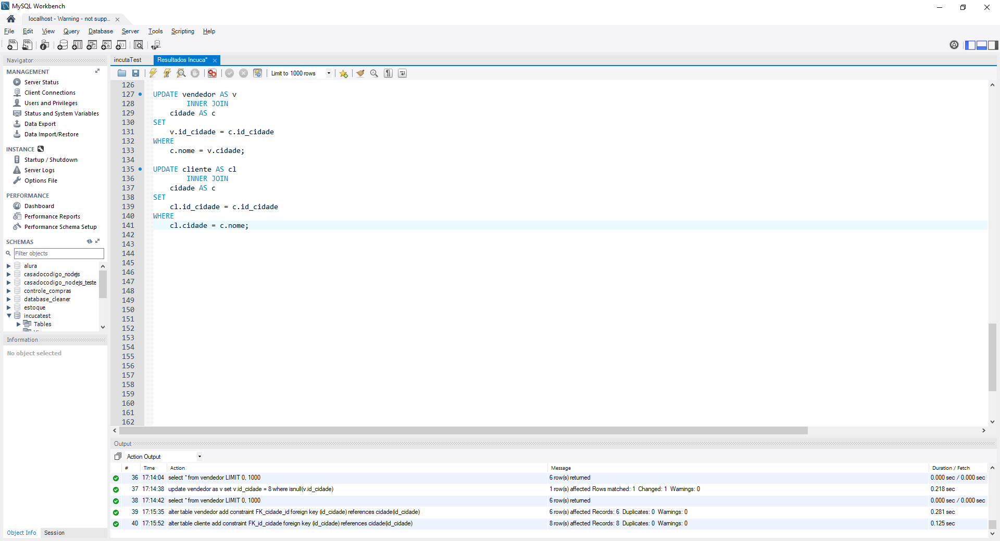 MySQL Workbench
localhost - Warning - not supp...
File Edit View Query Database Server Tools Scripting Help
Navigator
MANAGEMENT
Server Status
Client Connections
Users and Privileges
Status and System Variables
Data Export
Data Import/Restore
INSTANCE
Startup / Shutdown
Server Logs
Options File
PERFORMANCE
Dashboard
Performance Reports
Performance Schema Setup
SCHEMAS
Filter objects
alura
casadocodigo_nodejs
casadocodigo_nodejs_teste
controle_compras
database_cleaner
estoque
incucatest
Tables
Information
No object selected
Object Info Session
incutaTest Resultados Incuca*
Limit to 1000 rows
126
127 UPDATE vendedor AS v
128 INNER JOIN
129 cidade AS c
130 SET
131 v.id_cidade = c.id_cidade
132 WHERE
133 c.nome = v.cidade;
134
135 UPDATE cliente AS cl
136 INNER JOIN
137 cidade AS c
138 SET
139 cl.id_cidade = c.id_cidade
140 WHERE
141 cl.cidade = c.nome;
142
143
144
145
146
147
148
149
150
151
152
153
154
155
156
157
158
159
160
161
162
Output
Action Output
# Time Action Message Duration / Fetch
36 17:14:04 select * from vendedor LIMIT 0, 1000 6 row(s) returned 0.000 sec / 0.000 sec
37 17:14:38 update vendedor as v set v.id_cidade = 8 where isnull(v.id_cidade) 1 row(s) affected Rows matched: 1 Changed: 1 Warnings: 0 0.218 sec
38 17:14:42 select * from vendedor LIMIT 0, 1000 6 row(s) returned 0.000 sec / 0.000 sec
39 17:15:35 alter table vendedor add constraint FK_cidade_id foreign key (id_cidade) references cidade(id_cidade) 6 row(s) affected Records: 6 Duplicates: 0 Warnings: 0 0.281 sec
40 17:15:52 alter table cliente add constraint FK_id_cidade foreign key (id_cidade) references cidade(id_cidade) 8 row(s) affected Records: 8 Duplicates: 0 Warnings: 0 0.125 sec